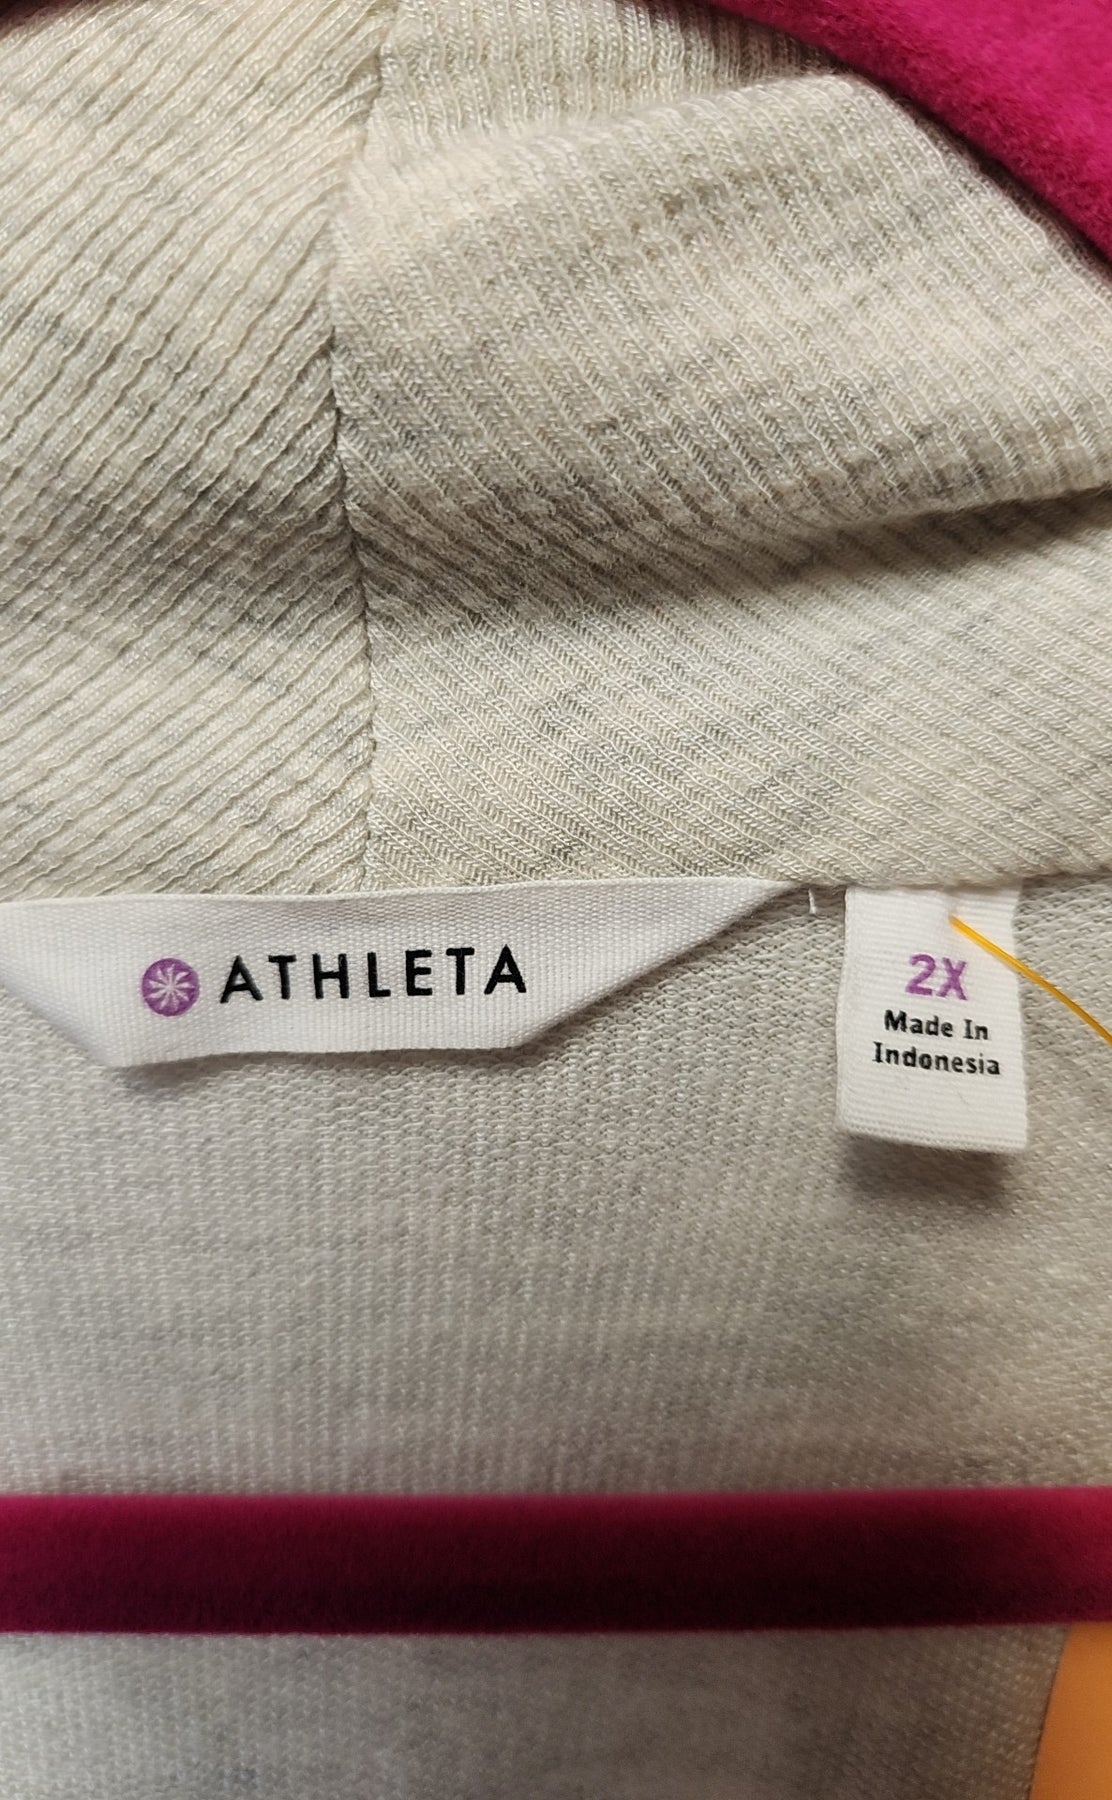 ATHLETA
2X
Made In
Indonesia